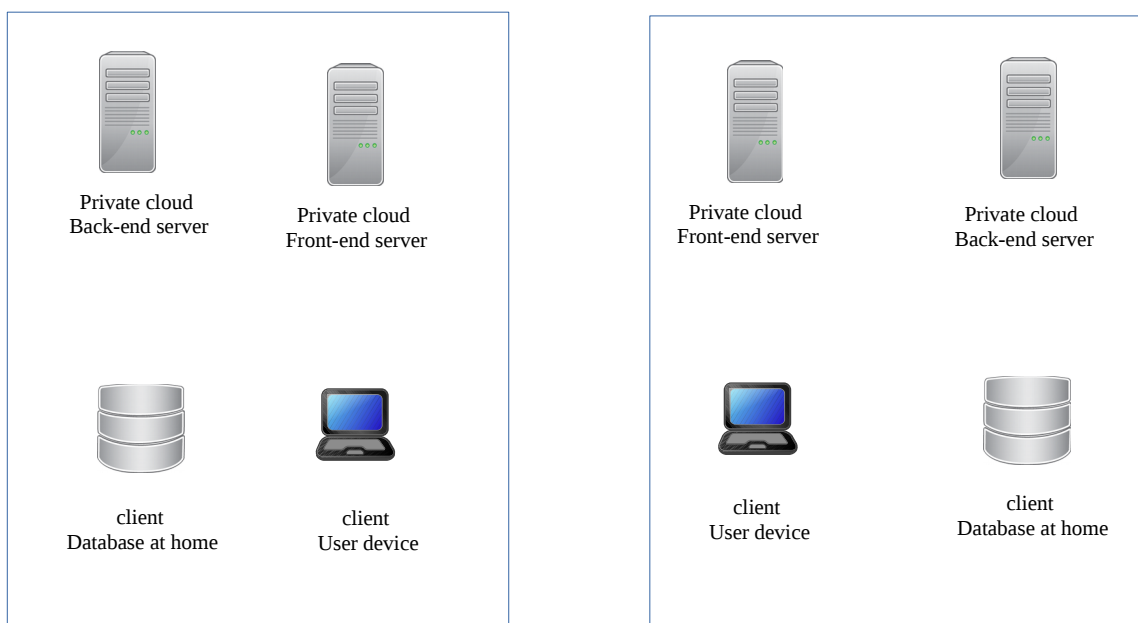 Private cloud
Back-end server
Private cloud
Front-end server
client
Database at home
client
User device
Private cloud
Front-end server
Private cloud
Back-end server
client
User device
client
Database at home